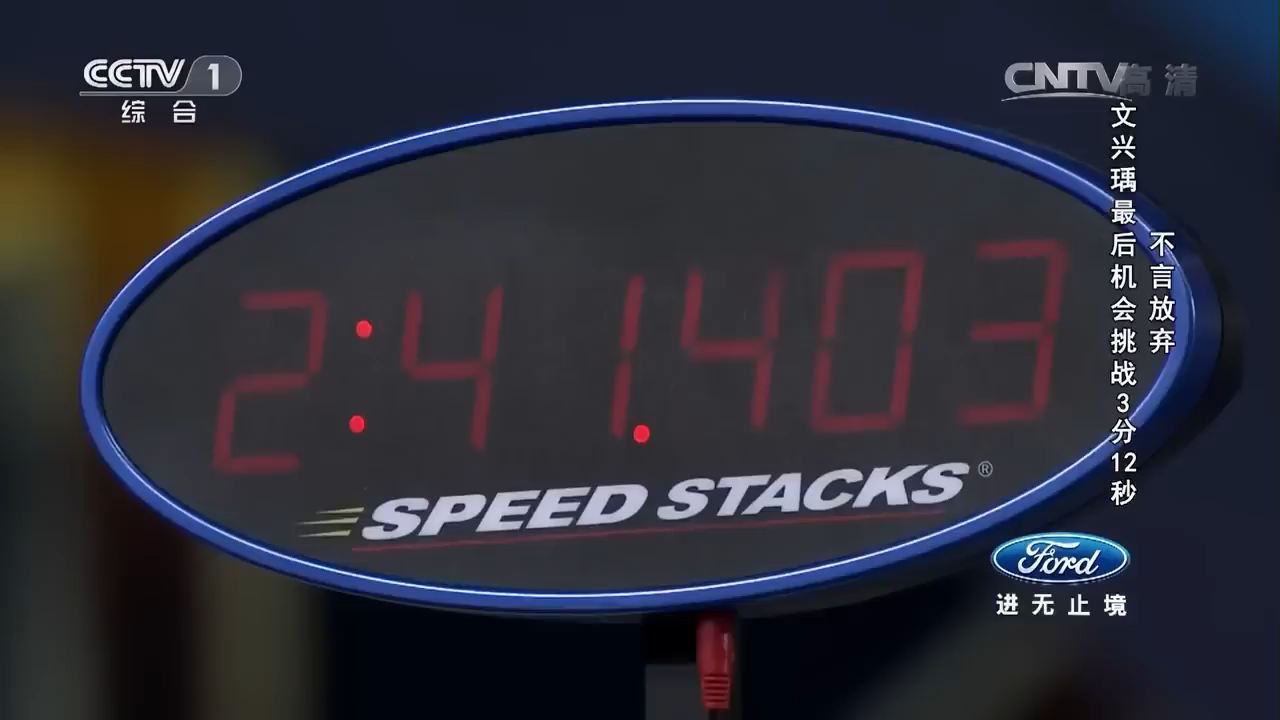 CCTV 1
综合
CNTV高清
不言放弃
文兴瑀最后机会挑战3分12秒
2:41.403
SPEED STACKS®
Ford
进无止境